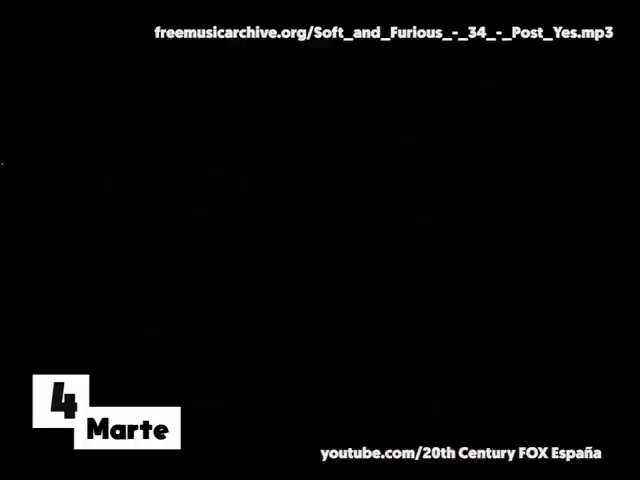 freemusicarchive.org/Soft_and_Furious_-_34_-_Post_Yes.mp3
4
Marte
youtube.com/20th Century FOX España